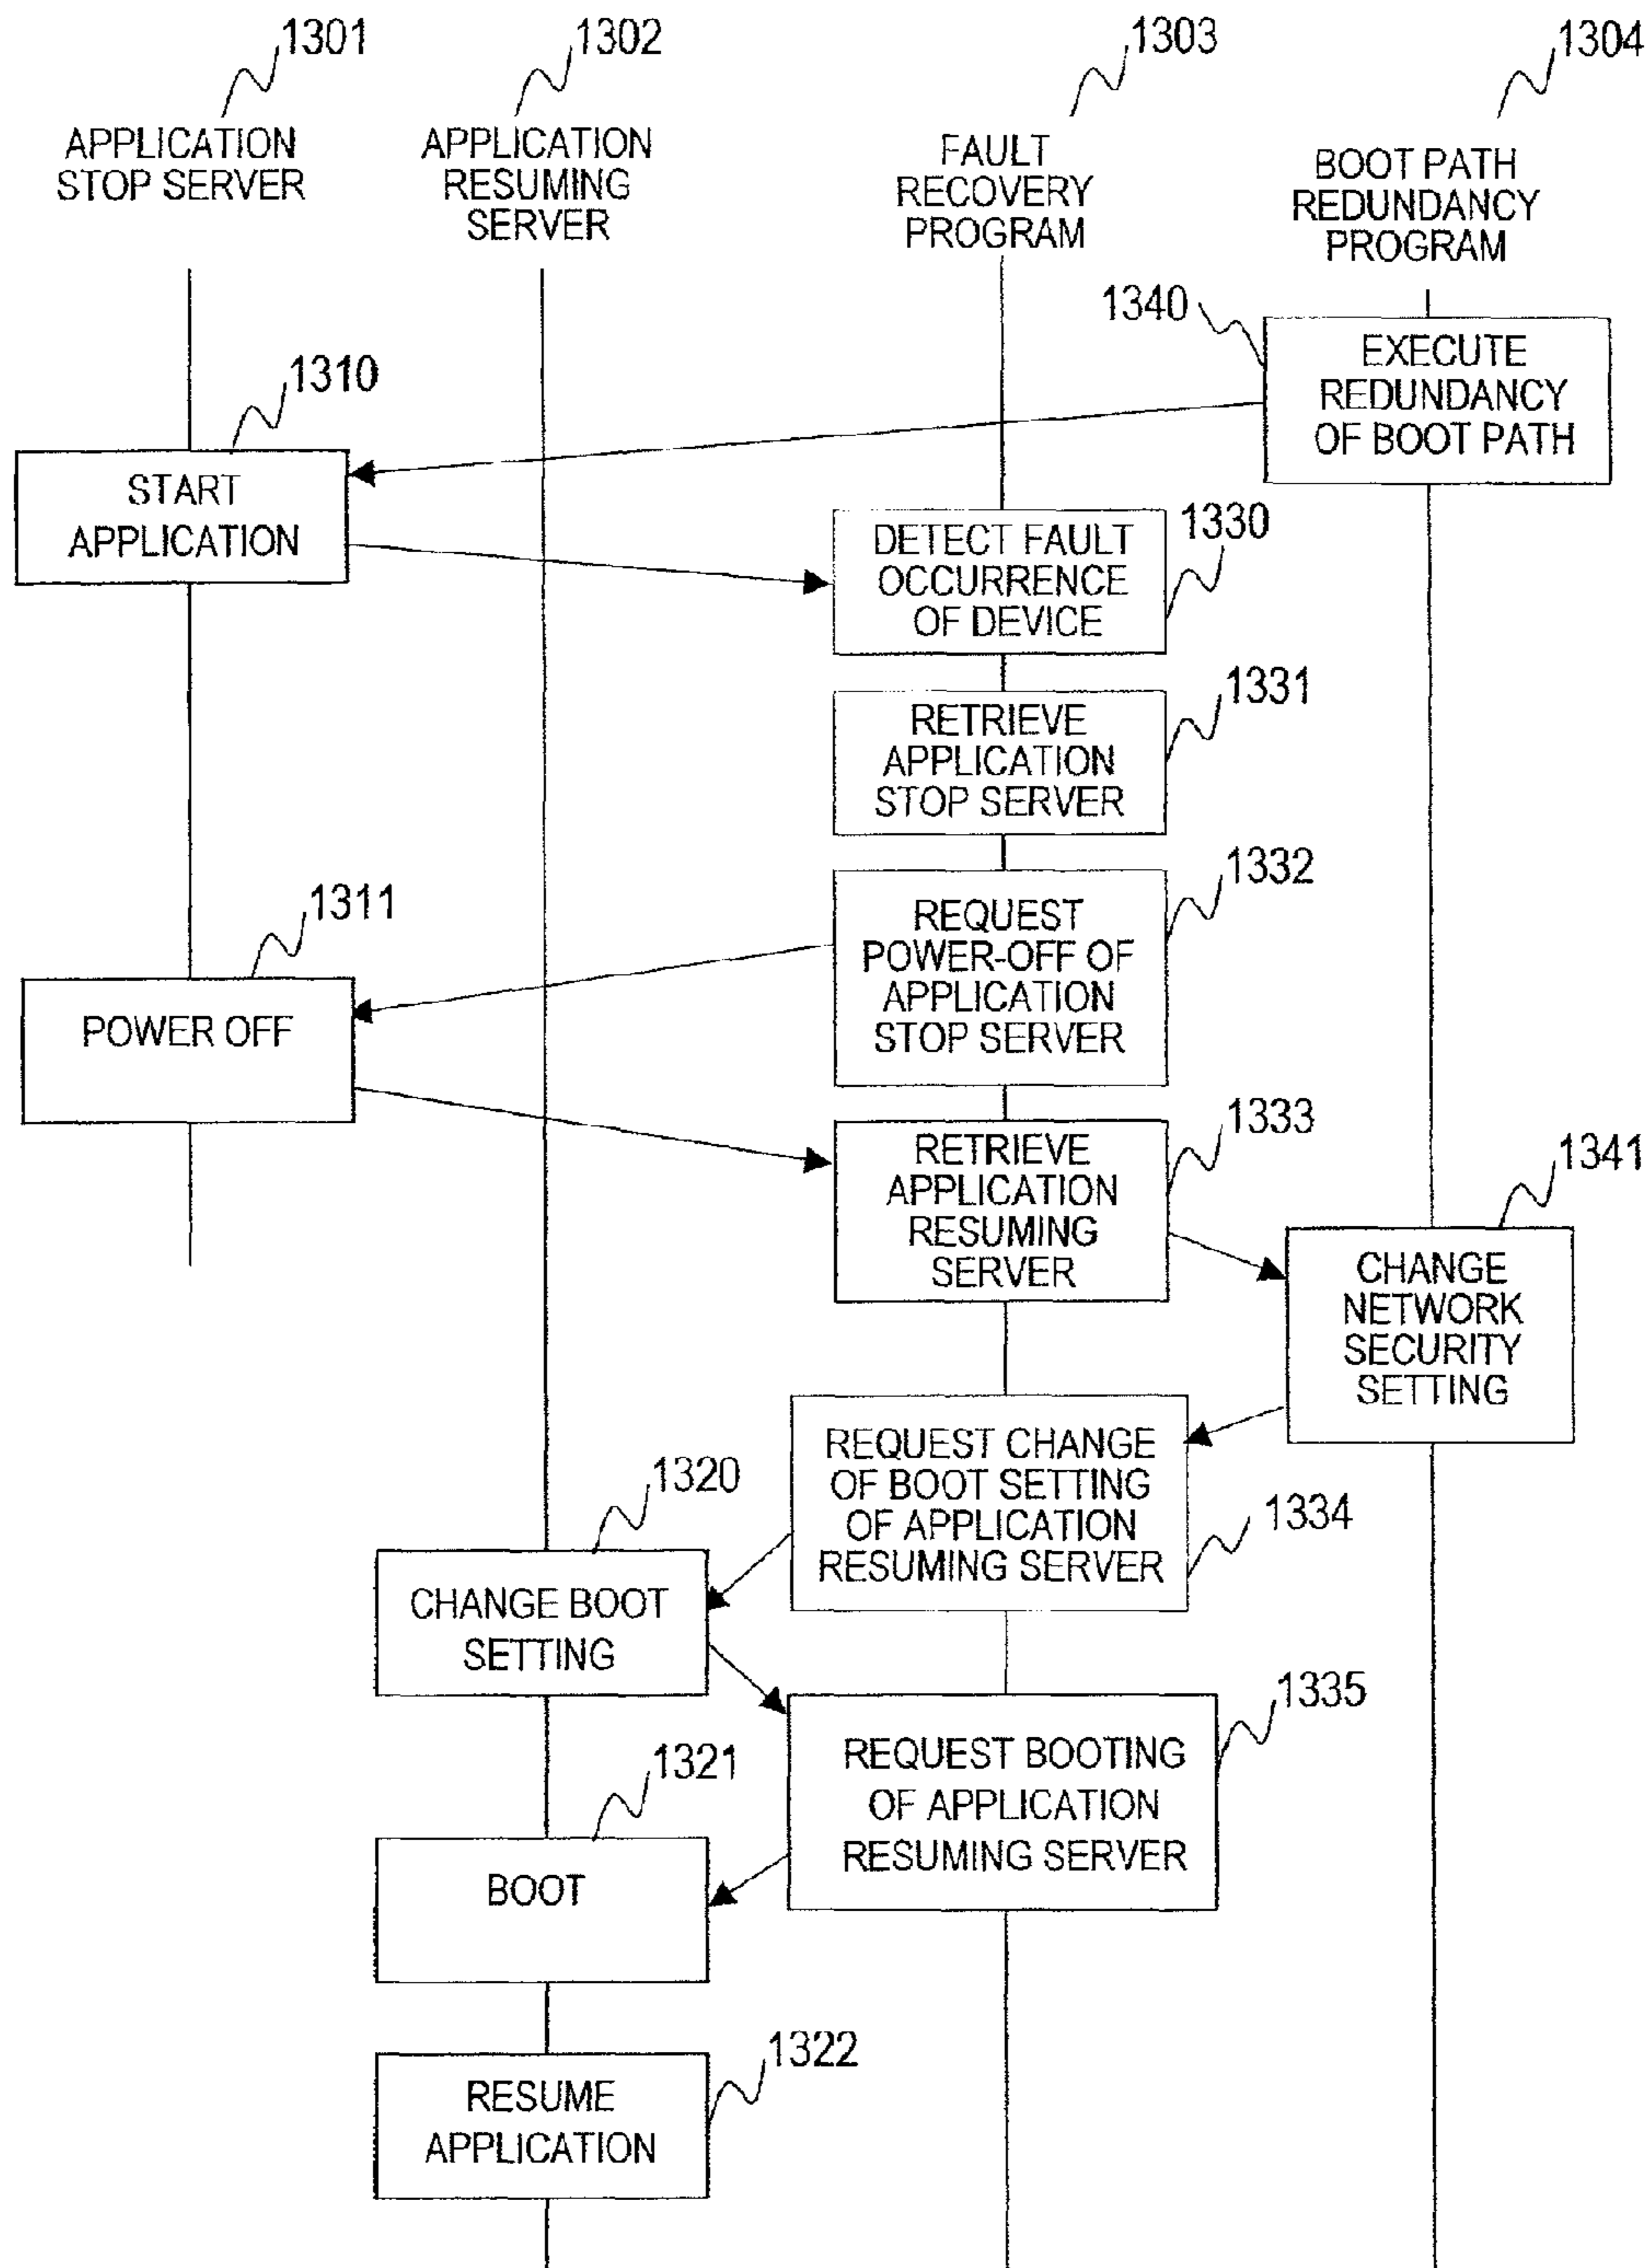 1301
1302
1303
1304
APPLICATION
STOP SERVER
APPLICATION
RESUMING
SERVER
FAULT
RECOVERY
PROGRAM
BOOT PATH
REDUNDANCY
PROGRAM
1340
EXECUTE
REDUNDANCY
OF BOOT PATH
1310
START
APPLICATION
1330
DETECT FAULT
OCCURRENCE
OF DEVICE
1331
RETRIEVE
APPLICATION
STOP SERVER
1332
REQUEST
POWER-OFF OF
APPLICATION
STOP SERVER
1311
POWER OFF
1333
RETRIEVE
APPLICATION
RESUMING
SERVER
1341
CHANGE
NETWORK
SECURITY
SETTING
REQUEST CHANGE
OF BOOT SETTING
OF APPLICATION
RESUMING SERVER
1334
1320
CHANGE BOOT
SETTING
1335
REQUEST BOOTING
OF APPLICATION
RESUMING SERVER
1321
BOOT
1322
RESUME
APPLICATION